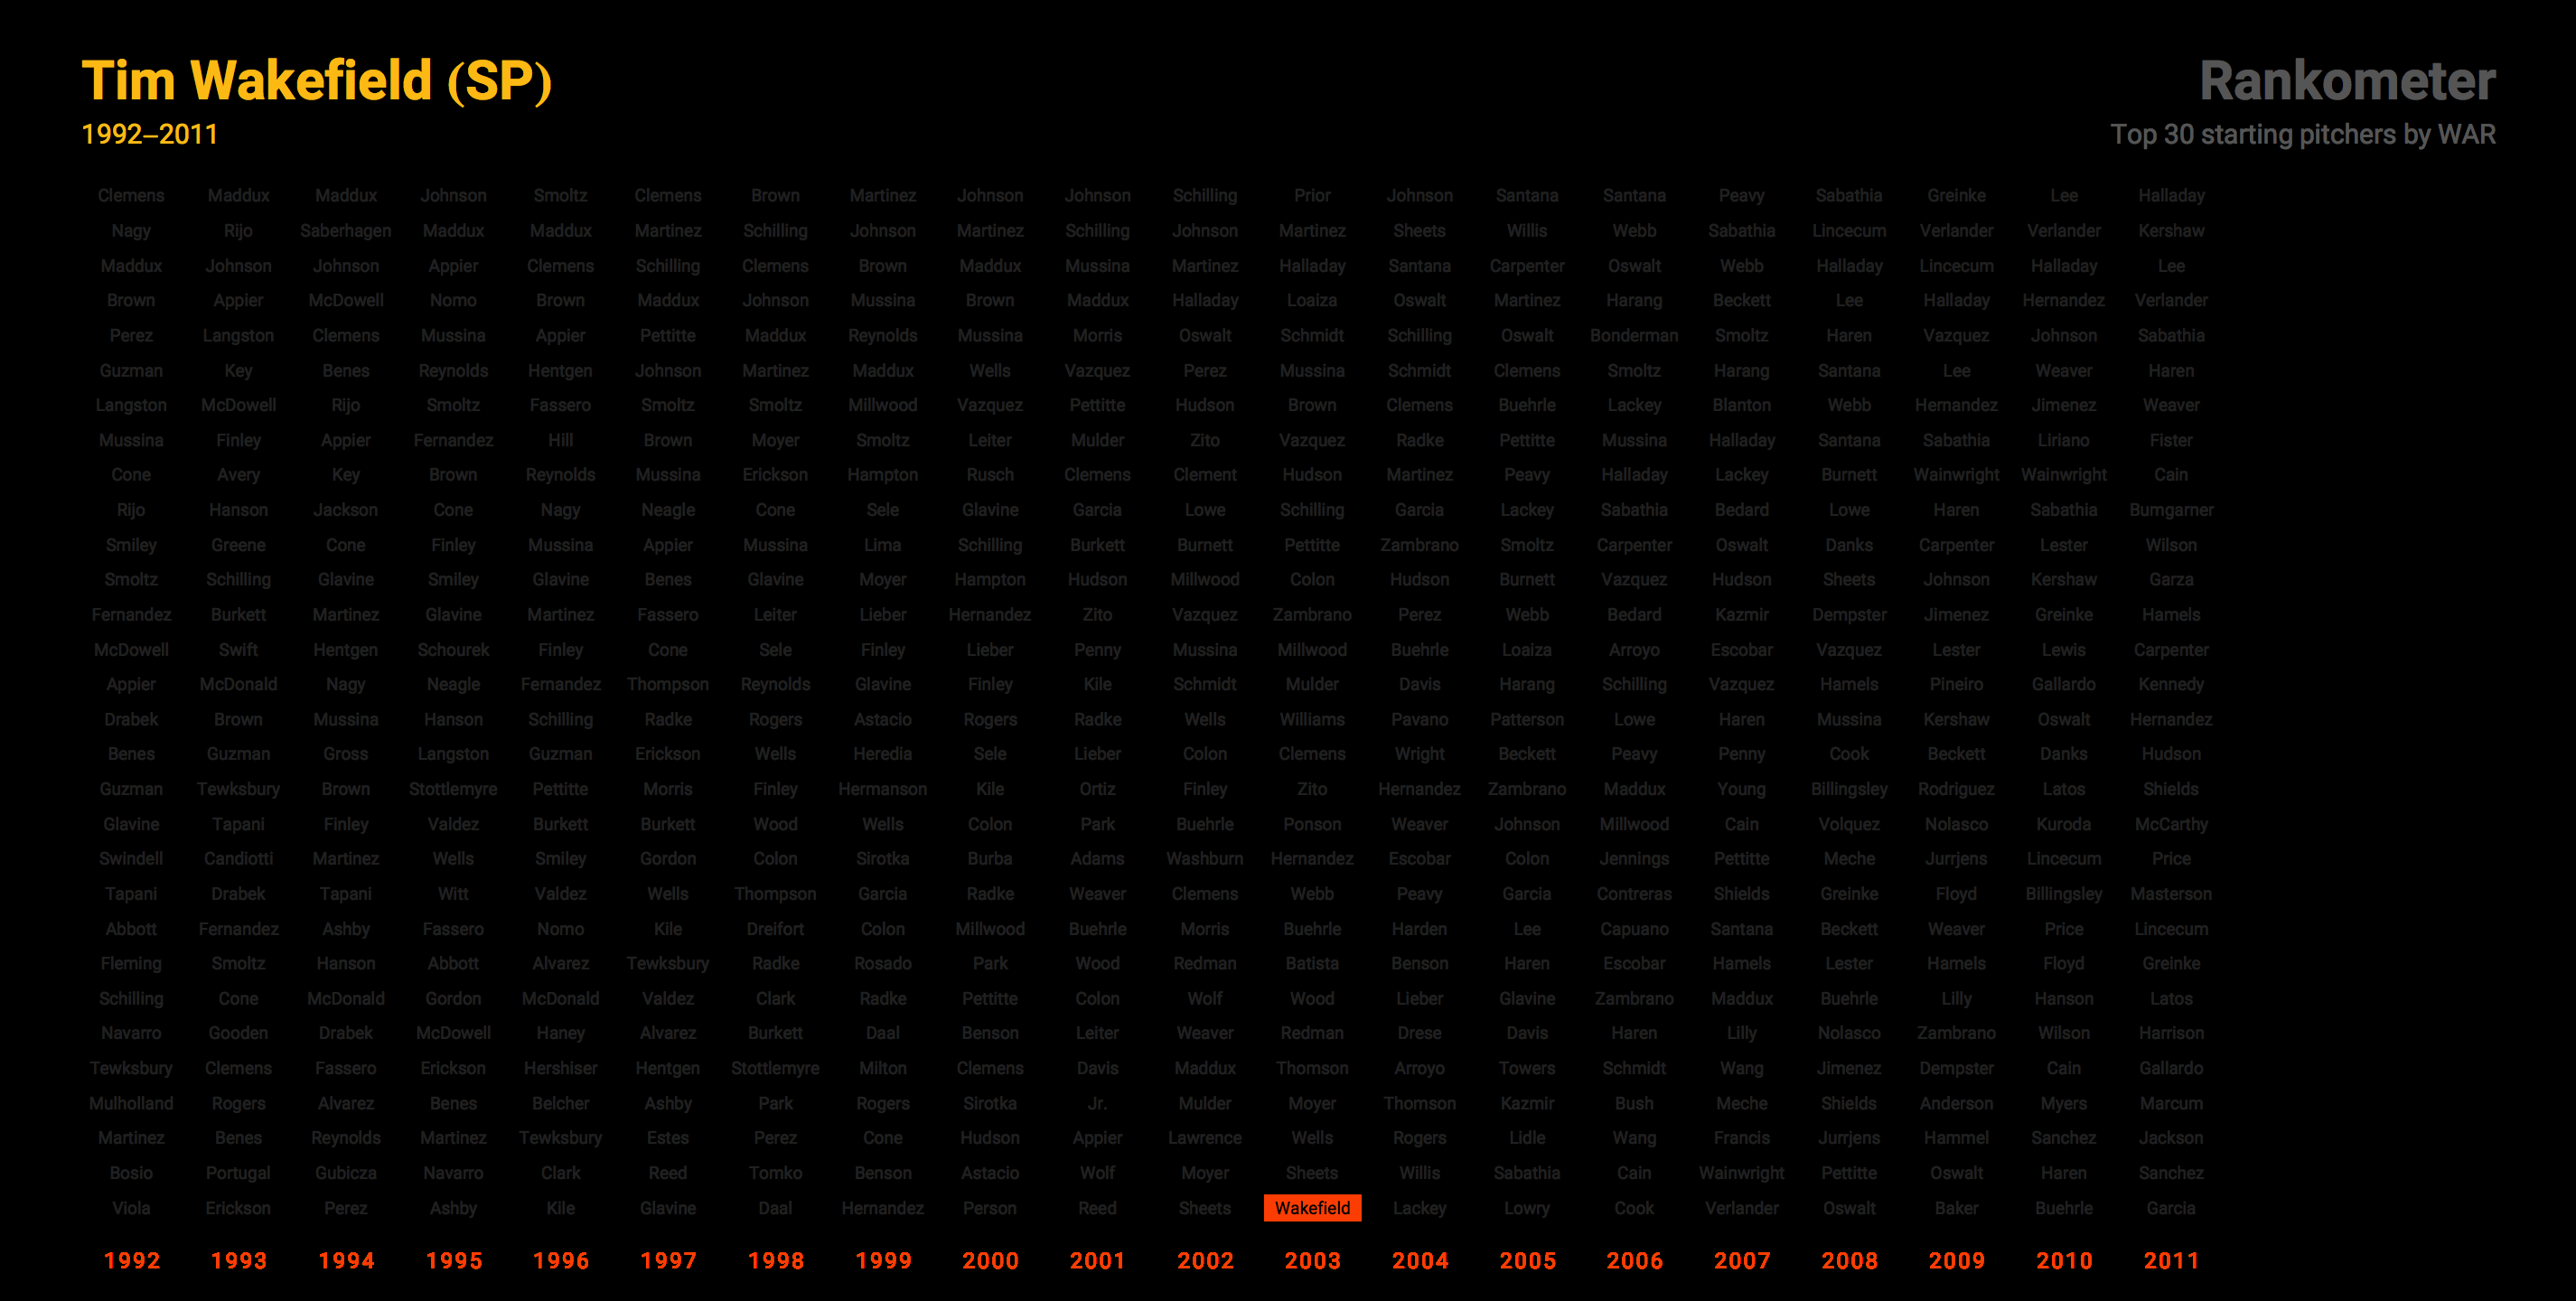 Tim Wakefield (SP)
1992–2011
Rankometer
Top 30 starting pitchers by WAR
Clemens Maddux Maddux Johnson Smoltz Clemens Brown Martinez Johnson Johnson Schilling Prior Johnson Santana Santana Peavy Sabathia Greinke Lee Halladay
Nagy Rijo Saberhagen Maddux Maddux Martinez Schilling Johnson Martinez Schilling Johnson Martinez Sheets Willis Webb Sabathia Lincecum Verlander Verlander Kershaw
Maddux Johnson Johnson Appier Clemens Schilling Clemens Brown Maddux Mussina Martinez Halladay Santana Carpenter Oswalt Webb Halladay Lincecum Halladay Lee
Brown Appier McDowell Nomo Brown Maddux Johnson Mussina Brown Maddux Halladay Loaiza Oswalt Martinez Harang Beckett Lee Halladay Hernandez Verlander
Perez Langston Clemens Mussina Appier Pettitte Maddux Reynolds Mussina Morris Oswalt Schmidt Schilling Oswalt Bonderman Smoltz Haren Vazquez Johnson Sabathia
Guzman Key Benes Reynolds Hentgen Johnson Martinez Maddux Wells Vazquez Perez Mussina Schmidt Clemens Smoltz Harang Santana Lee Weaver Haren
Langston McDowell Rijo Smoltz Fassero Smoltz Smoltz Millwood Vazquez Pettitte Hudson Brown Clemens Buehrle Lackey Blanton Webb Hernandez Jimenez Weaver
Mussina Finley Appier Fernandez Hill Brown Moyer Smoltz Leiter Mulder Zito Vazquez Radke Pettitte Mussina Halladay Santana Sabathia Liriano Fister
Cone Avery Key Brown Reynolds Mussina Erickson Hampton Rusch Clemens Clement Hudson Martinez Peavy Halladay Lackey Burnett Wainwright Wainwright Cain
Rijo Hanson Jackson Cone Nagy Neagle Cone Sele Glavine Garcia Lowe Schilling Garcia Lackey Sabathia Bedard Lowe Haren Sabathia Bumgarner
Smiley Greene Cone Finley Mussina Appier Mussina Lima Schilling Burkett Burnett Pettitte Zambrano Smoltz Carpenter Oswalt Danks Carpenter Lester Wilson
Smoltz Schilling Glavine Smiley Glavine Benes Glavine Moyer Hampton Hudson Millwood Colon Hudson Burnett Vazquez Hudson Sheets Johnson Kershaw Garza
Fernandez Burkett Martinez Glavine Martinez Fassero Leiter Lieber Hernandez Zito Vazquez Zambrano Perez Webb Bedard Kazmir Dempster Jimenez Greinke Hamels
McDowell Swift Hentgen Schourek Finley Cone Sele Finley Lieber Penny Mussina Millwood Buehrle Loaiza Arroyo Escobar Vazquez Lester Lewis Carpenter
Appier McDonald Nagy Neagle Fernandez Thompson Reynolds Glavine Finley Kile Schmidt Mulder Davis Harang Schilling Vazquez Hamels Pineiro Gallardo Kennedy
Drabek Brown Mussina Hanson Schilling Radke Rogers Astacio Rogers Radke Wells Williams Pavano Patterson Lowe Haren Mussina Kershaw Oswalt Hernandez
Benes Guzman Gross Langston Guzman Erickson Wells Heredia Sele Lieber Colon Clemens Wright Beckett Peavy Penny Cook Beckett Danks Hudson
Guzman Tewksbury Brown Stottlemyre Pettitte Morris Finley Hermanson Kile Ortiz Finley Zito Hernandez Zambrano Maddux Young Billingsley Rodriguez Latos Shields
Glavine Tapani Finley Valdez Burkett Burkett Wood Wells Colon Park Buehrle Ponson Weaver Johnson Millwood Cain Volquez Nolasco Kuroda McCarthy
Swindell Candiotti Martinez Wells Smiley Gordon Colon Sirotka Burba Adams Washburn Hernandez Escobar Colon Jennings Pettitte Meche Jurrjens Lincecum Price
Tapani Drabek Tapani Witt Valdez Wells Thompson Garcia Radke Weaver Clemens Webb Peavy Garcia Contreras Shields Greinke Floyd Billingsley Masterson
Abbott Fernandez Ashby Fassero Nomo Kile Dreifort Colon Millwood Buehrle Morris Buehrle Harden Lee Capuano Santana Beckett Weaver Price Lincecum
Fleming Smoltz Hanson Abbott Alvarez Tewksbury Radke Rosado Park Wood Redman Batista Benson Haren Escobar Hamels Lester Hamels Floyd Greinke
Schilling Cone McDonald Gordon McDonald Valdez Clark Radke Pettitte Colon Wolf Wood Lieber Glavine Zambrano Maddux Buehrle Lilly Hanson Latos
Navarro Gooden Drabek McDowell Haney Alvarez Burkett Daal Benson Leiter Weaver Redman Drese Davis Haren Lilly Nolasco Zambrano Wilson Harrison
Tewksbury Clemens Fassero Erickson Hershiser Hentgen Stottlemyre Milton Clemens Davis Maddux Thomson Arroyo Towers Schmidt Wang Jimenez Dempster Cain Gallardo
Mulholland Rogers Alvarez Benes Belcher Ashby Park Rogers Sirotka Jr. Mulder Moyer Thomson Kazmir Bush Meche Shields Anderson Myers Marcum
Martinez Benes Reynolds Martinez Tewksbury Estes Perez Cone Hudson Appier Lawrence Wells Rogers Lidle Wang Francis Jurrjens Hammel Sanchez Jackson
Bosio Portugal Gubicza Navarro Clark Reed Tomko Benson Astacio Wolf Moyer Sheets Willis Sabathia Cain Wainwright Pettitte Oswalt Haren Sanchez
Viola Erickson Perez Ashby Kile Glavine Daal Hernandez Person Reed Sheets Wakefield Lackey Lowry Cook Verlander Oswalt Baker Buehrle Garcia
1992 1993 1994 1995 1996 1997 1998 1999 2000 2001 2002 2003 2004 2005 2006 2007 2008 2009 2010 2011